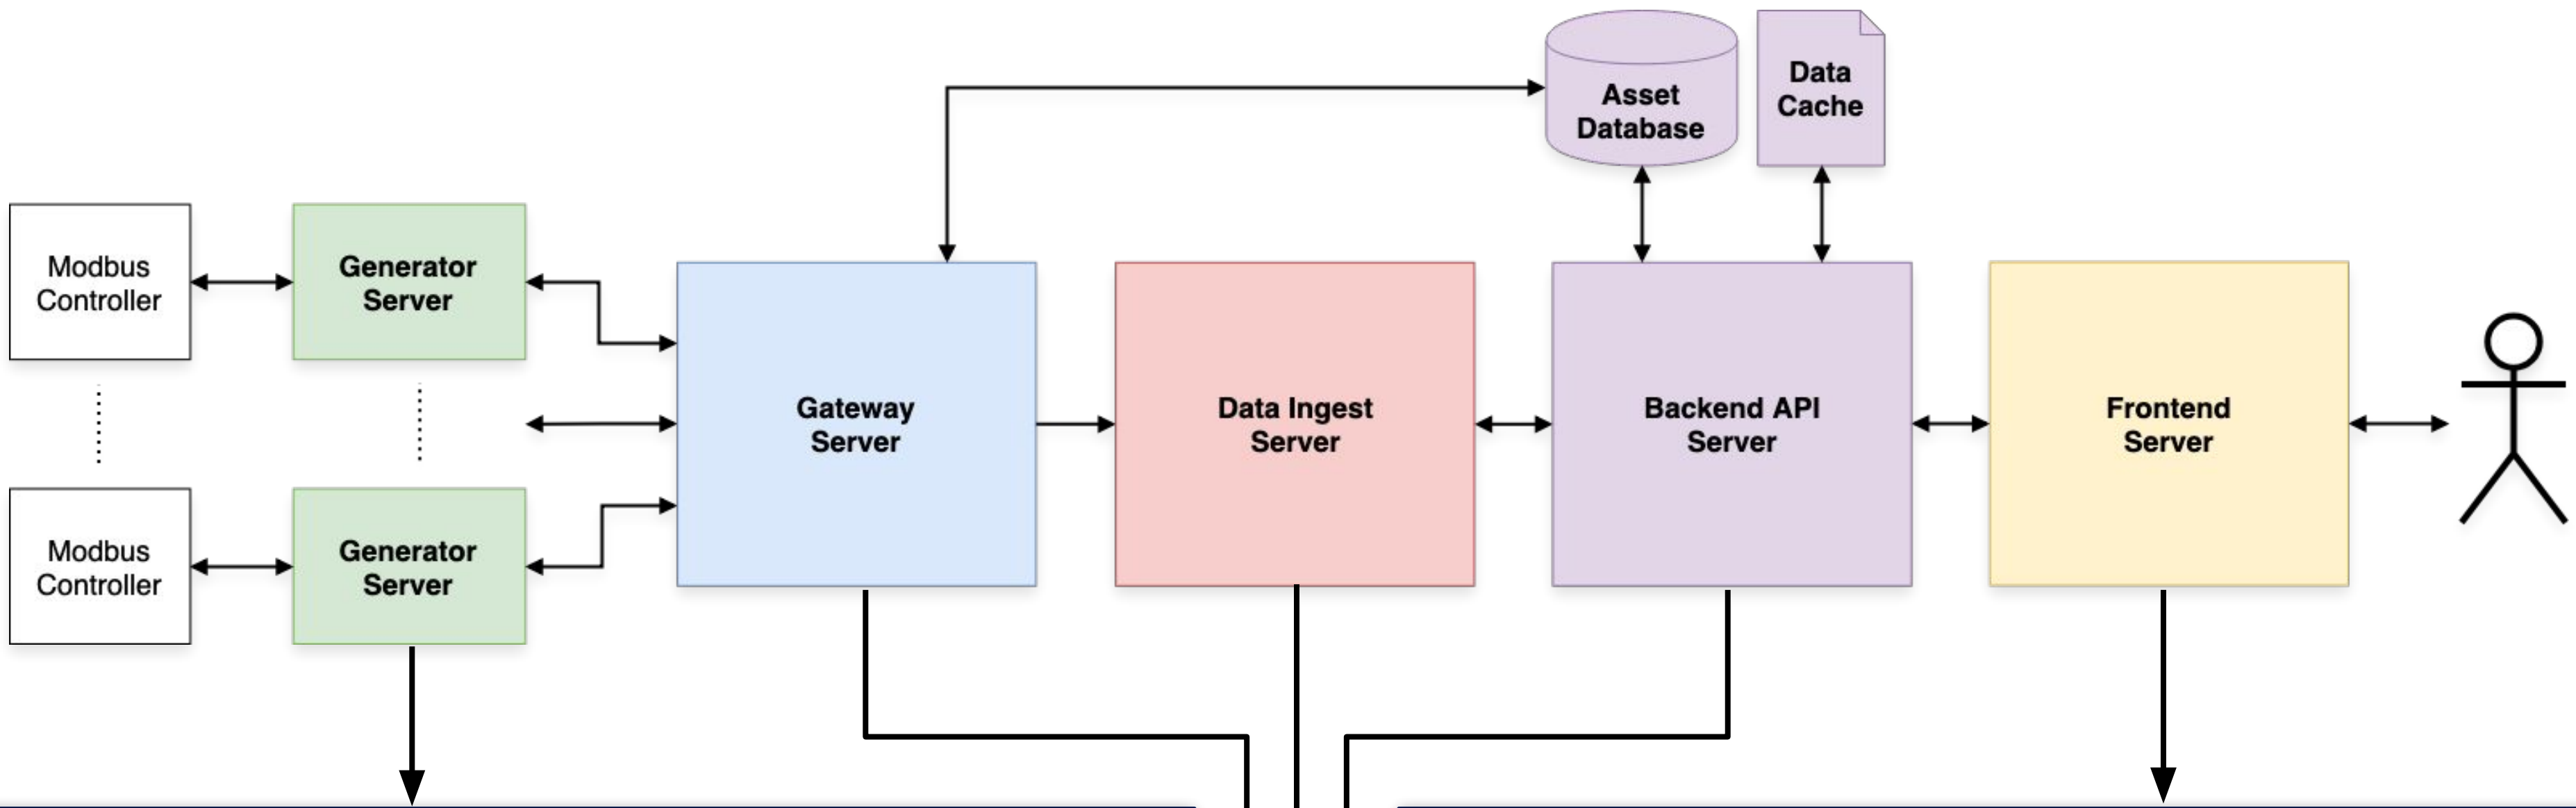 Asset
Database
Data
Cache
Modbus
Controller
Generator
Server
Gateway
Server
Data Ingest
Server
Backend API
Server
Frontend
Server
Modbus
Controller
Generator
Server